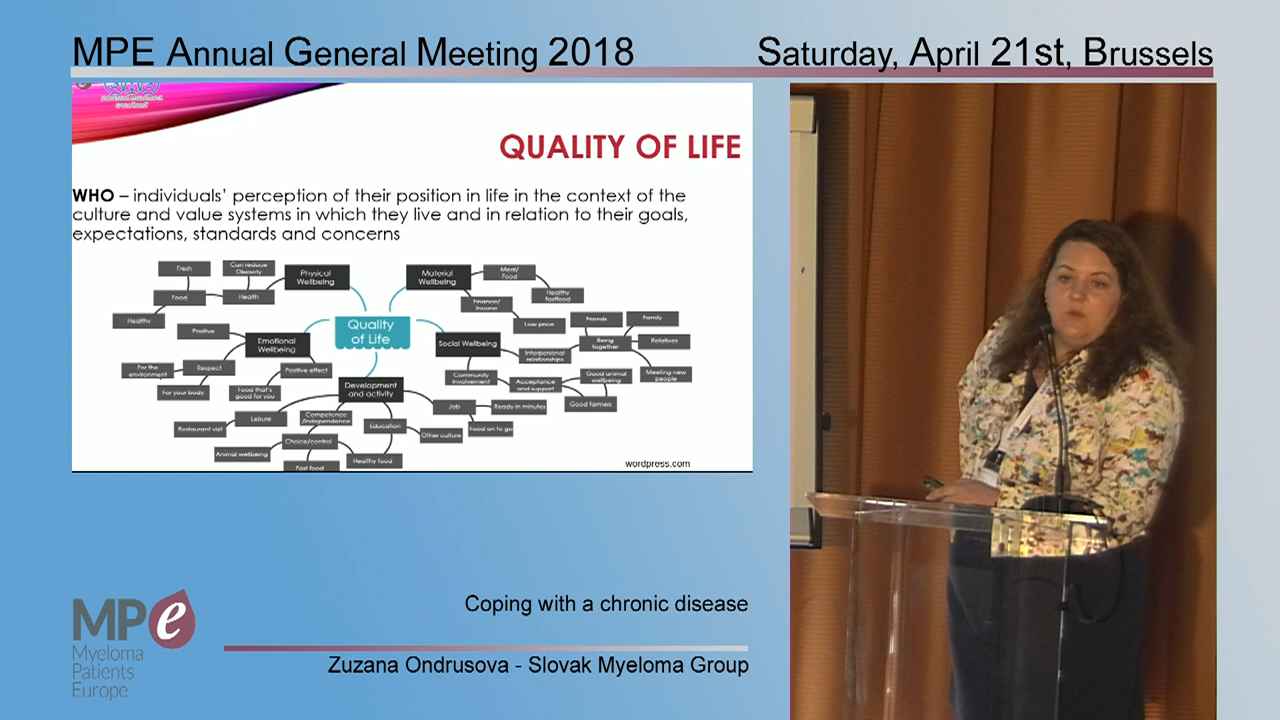 MPE Annual General Meeting 2018
Saturday, April 21st, Brussels
QUALITY OF LIFE
WHO – individuals' perception of their position in life in the context of the
culture and value systems in which they live and in relation to their goals,
expectations, standards and concerns
Quality
of Life
Physical
Wellbeing
Health
Can reduce
Obesity
Food
Fresh
Healthy
Material
Wellbeing
Meal/
Food
Healthy
fastfood
Finance/
Income
Low price
Emotional
Wellbeing
Positive
Respect
For the
environment
For your body
Positive effect
Food that's
good for you
Social Wellbeing
Interpersonal
relationships
Being
together
Friends
Family
Relatives
Meeting new
people
Community
Involvement
Acceptance
and support
Good animal
wellbeing
Good farmers
Development
and activity
Leisure
Restaurant visit
Competence
/Independence
Choice/control
Animal wellbeing
Fast food
Healthy food
Education
Other culture
Job
Ready in minutes
Food on to go
wordpress.com
Coping with a chronic disease
Zuzana Ondrusova - Slovak Myeloma Group
MPe
Myeloma
Patients
Europe